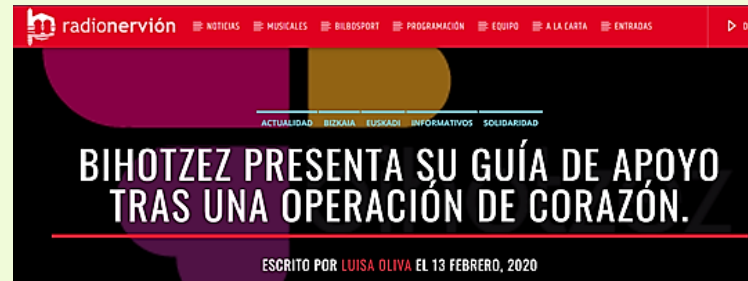 radionervión NOTICIAS MUSICALES BILBOSPORT PROGRAMACIÓN EQUIPO A LA CARTA ENTRADAS
ACTUALIDAD BIZKAIA EUSKADI INFORMATIVOS SOLIDARIDAD
BIHOTZEZ PRESENTA SU GUÍA DE APOYO
TRAS UNA OPERACIÓN DE CORAZÓN.
ESCRITO POR LUISA OLIVA EL 13 FEBRERO, 2020